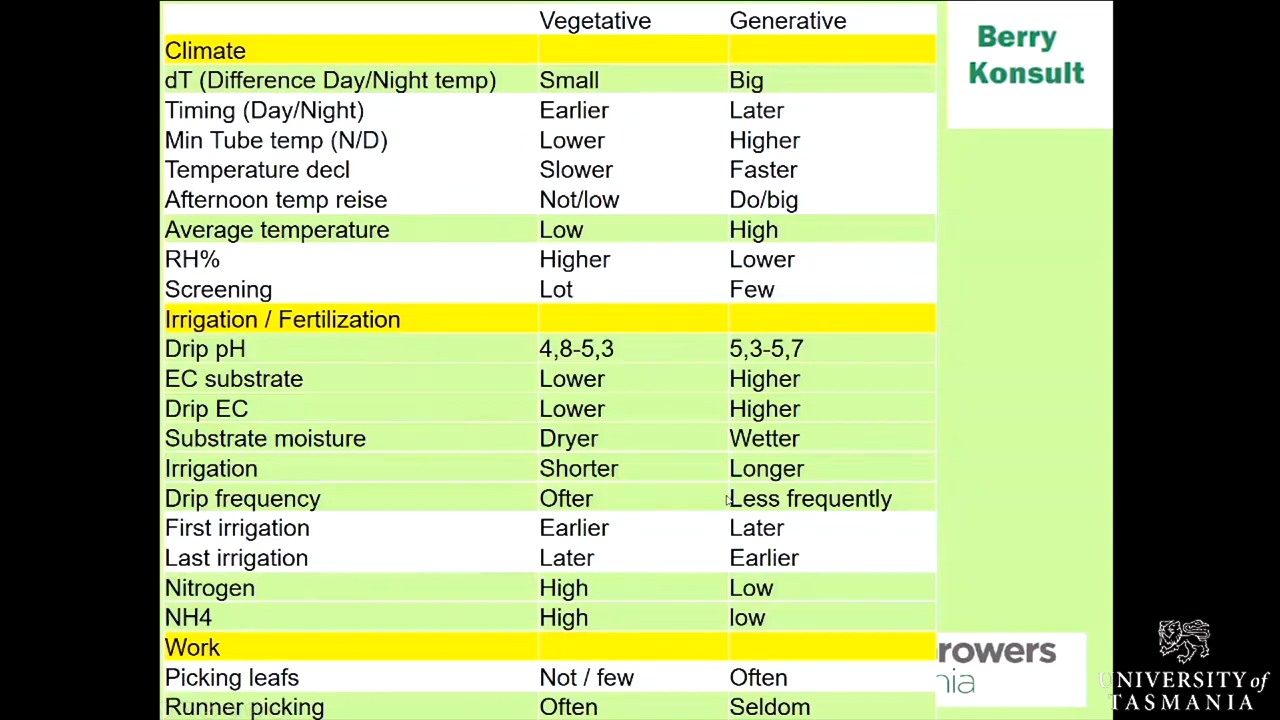 Vegetative Generative
Climate
dT (Difference Day/Night temp) Small Big
Timing (Day/Night) Earlier Later
Min Tube temp (N/D) Lower Higher
Temperature decl Slower Faster
Afternoon temp reise Not/low Do/big
Average temperature Low High
RH% Higher Lower
Screening Lot Few
Irrigation / Fertilization
Drip pH 4,8-5,3 5,3-5,7
EC substrate Lower Higher
Drip EC Lower Higher
Substrate moisture Dryer Wetter
Irrigation Shorter Longer
Drip frequency Ofter Less frequently
First irrigation Earlier Later
Last irrigation Later Earlier
Nitrogen High Low
NH4 High low
Work
Picking leafs Not / few Often
Runner picking Often Seldom
Berry
Konsult
rowers
nia
UNIVERSITY of
TASMANIA